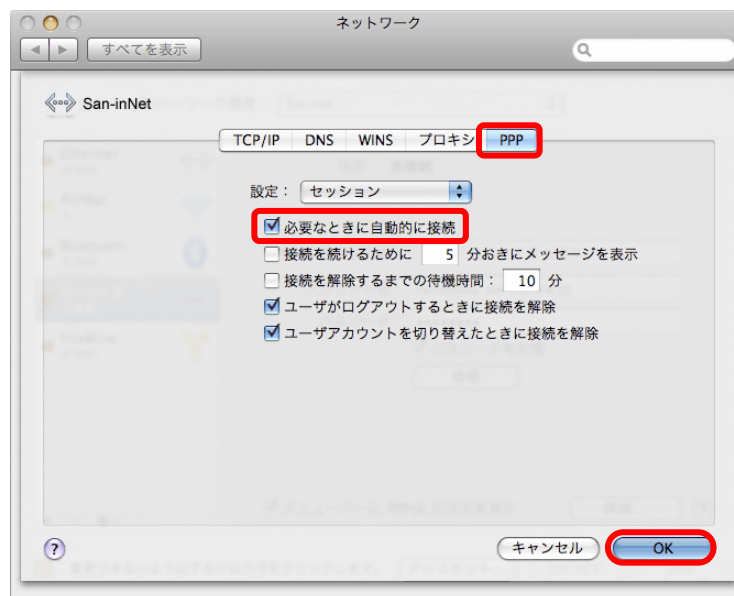 ネットワーク
すべてを表示
San-inNet
TCP/IP DNS WINS プロキシ PPP
設定： セッション
必要なときに自動的に接続
接続を続けるために 5 分おきにメッセージを表示
接続を解除するまでの待機時間： 10 分
ユーザがログアウトするときに接続を解除
ユーザアカウントを切り替えたときに接続を解除
? キャンセル OK